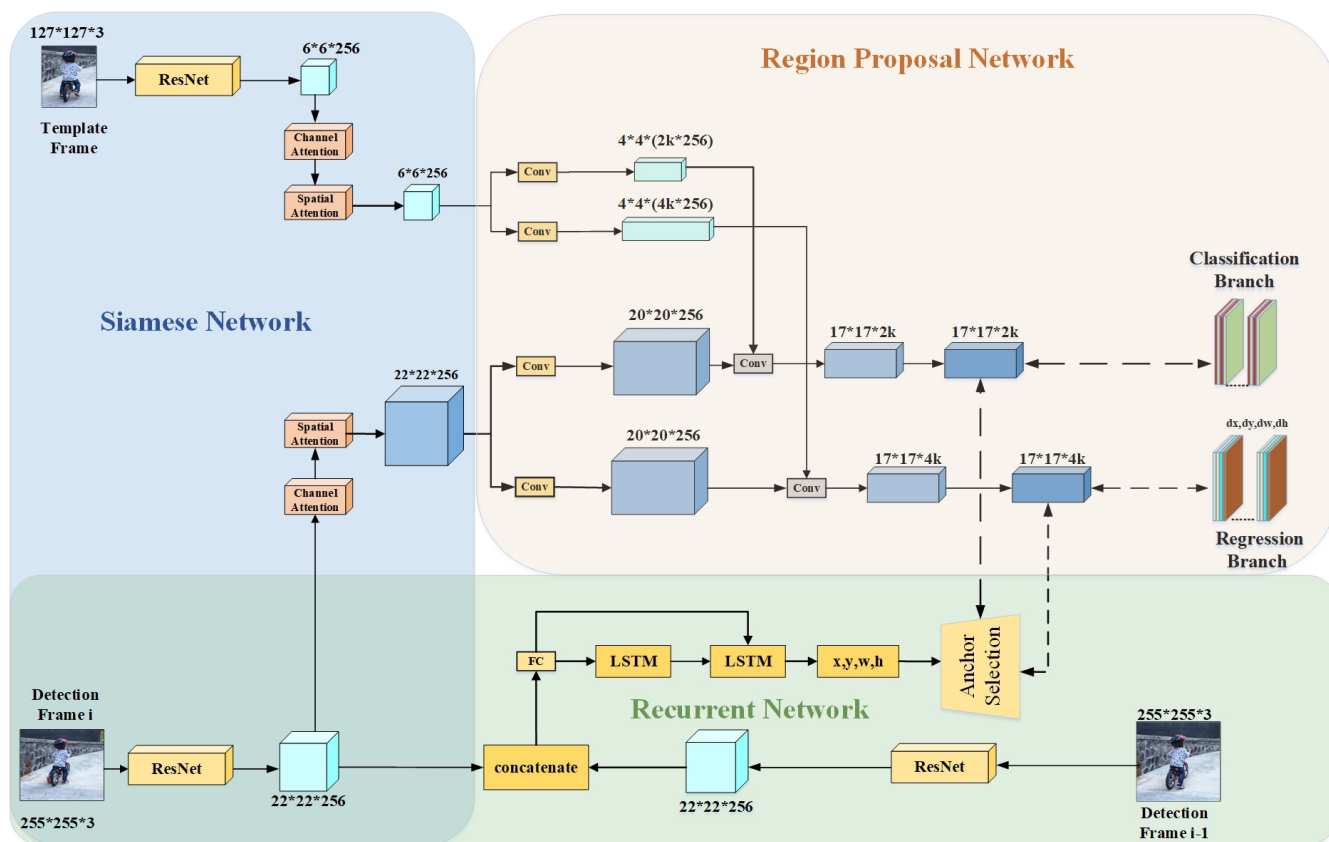 127*127*3
ResNet
6*6*256
Template
Frame
Channel
Attention
Spatial
Attention
6*6*256
Siamese Network
Spatial
Attention
22*22*256
Channel
Attention
Region Proposal Network
Conv
4*4*(2k*256)
Conv
4*4*(4k*256)
Conv
20*20*256
Conv
17*17*2k
17*17*2k
Classification
Branch
Conv
20*20*256
Conv
17*17*4k
17*17*4k
dx,dy,dw,dh
Regression
Branch
FC
LSTM
LSTM
x,y,w,h
Anchor
Selection
Recurrent Network
Detection
Frame i
255*255*3
ResNet
22*22*256
concatenate
22*22*256
ResNet
255*255*3
Detection
Frame i-1